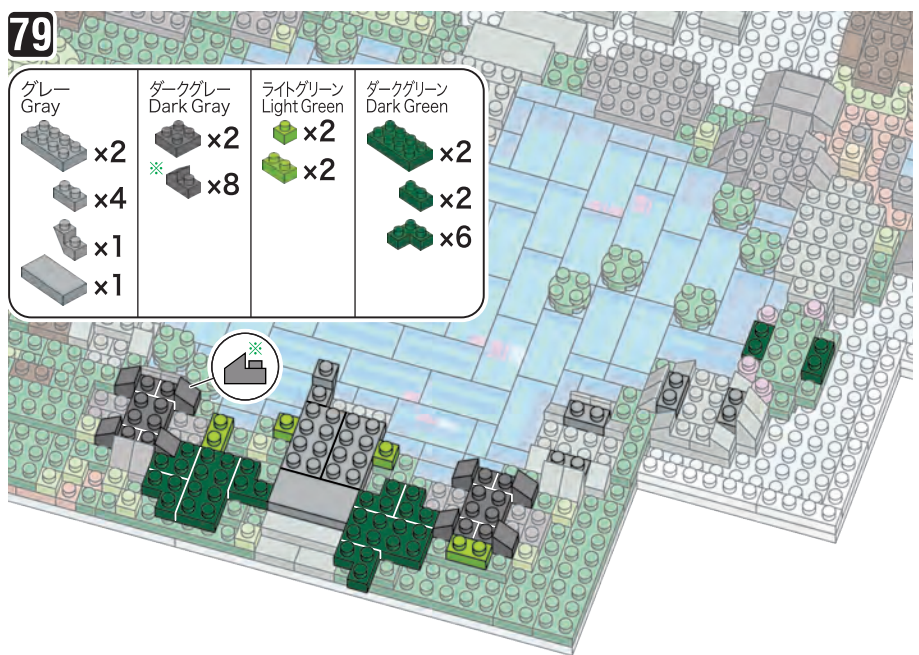 79
グレー
Gray
×2
×4
×1
×1
ダークグレー
Dark Gray
×2
※
×8
ライトグリーン
Light Green
×2
×2
ダークグリーン
Dark Green
×2
×2
×6
※